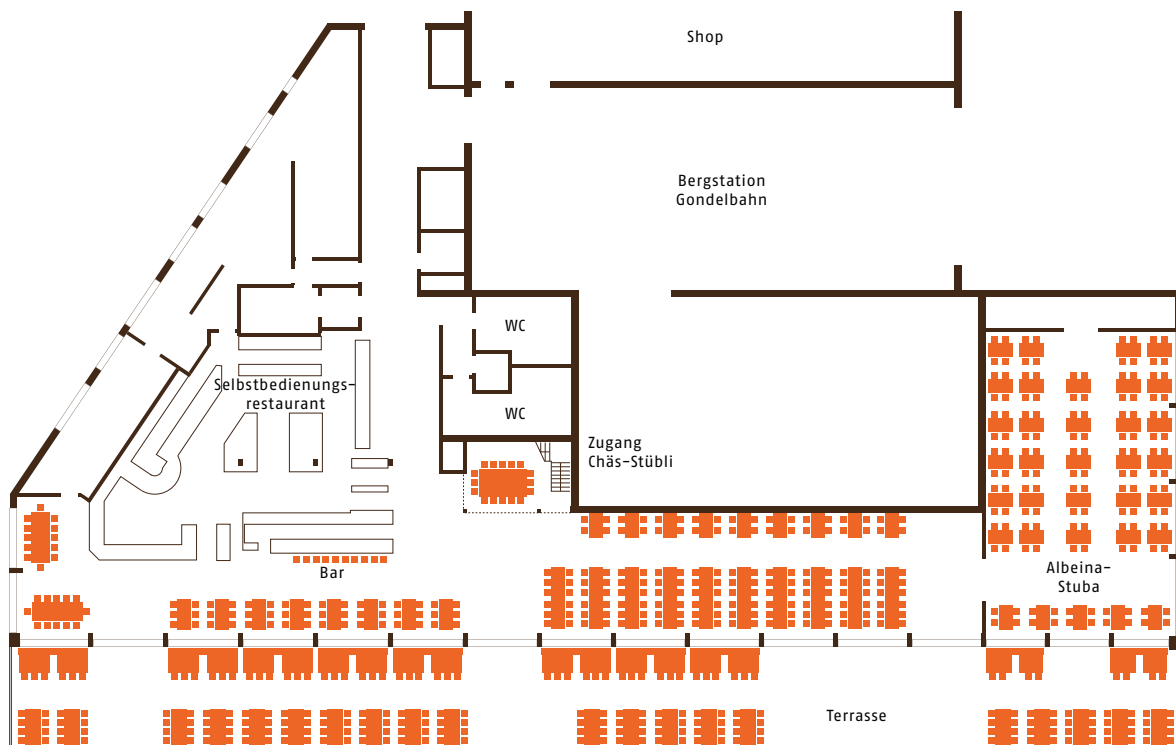 Shop
Bergstation
Gondelbahn
WC
Selbstbedienungs-
restaurant
WC
Zugang
Chäs-Stübli
Bar
Albeina-
Stuba
Terrasse